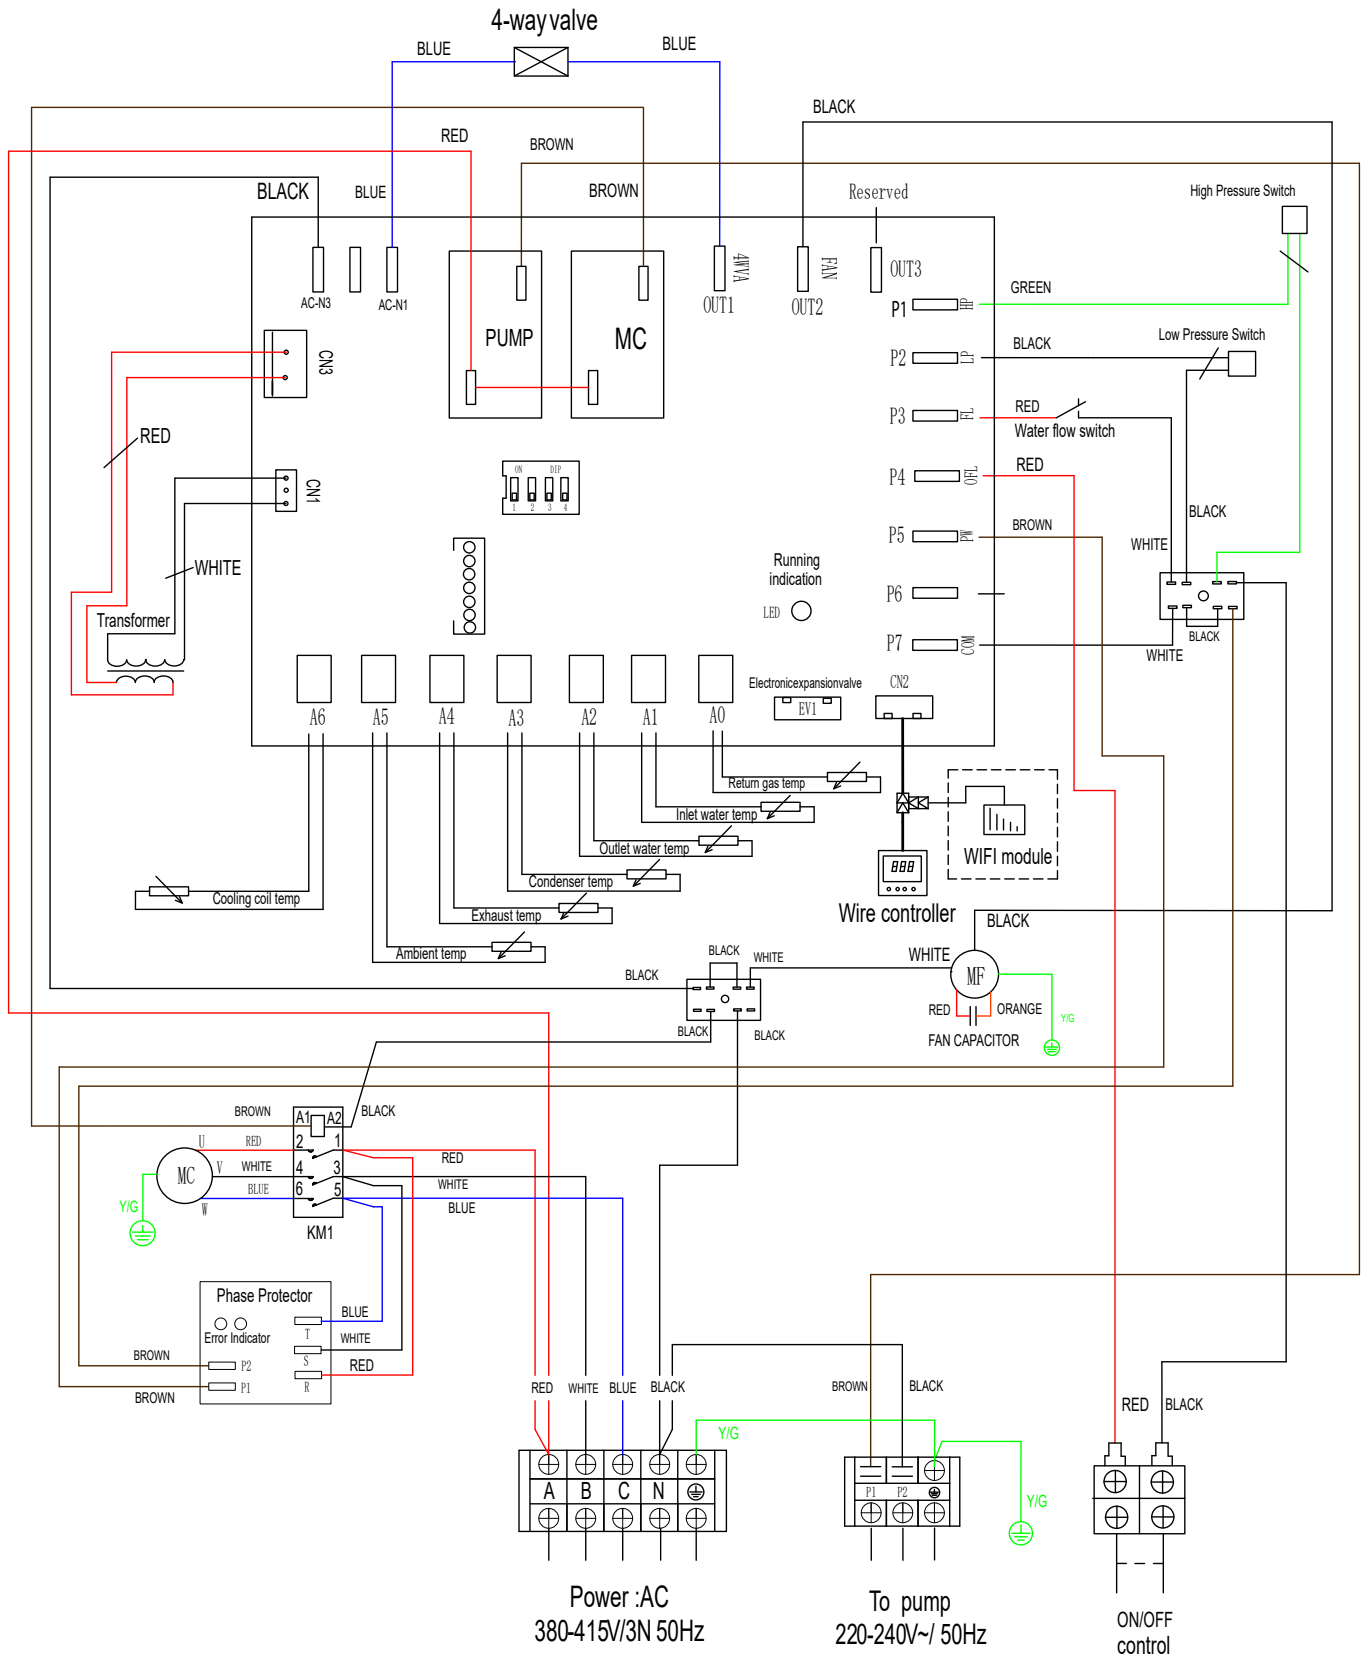 4-way valve
BLUE
BLUE
BLACK
RED
BROWN
BLACK
BLUE
BROWN
Reserved
High Pressure Switch
AC-N3
AC-N1
4WVA
OUT1
FAN
OUT2
OUT3
P1
HP
GREEN
PUMP
MC
CN3
P2
LP
BLACK
Low Pressure Switch
P3
FL
RED
Water flow switch
RED
P4
OFL
RED
ON DIP
1 2 3 4
CN1
BLACK
P5
PW
BROWN
WHITE
WHITE
Running
indication
LED
P6
Transformer
P7
COM
BLACK
WHITE
Electronicexpansionvalve
CN2
EV1
A6
A5
A4
A3
A2
A1
A0
Return gas temp
Inlet water temp
Outlet water temp
WIFI module
888
Condenser temp
Cooling coil temp
Exhaust temp
Wire controller
BLACK
Ambient temp
BLACK
WHITE
WHITE
MF
BLACK
RED
ORANGE
Y/G
BLACK
BLACK
FAN CAPACITOR
BROWN
A1
A2
BLACK
U
RED
2
1
RED
MC
V
WHITE
4
3
WHITE
BLUE
6
5
BLUE
W
Y/G
KM1
Phase Protector
BLUE
T
Error Indicator
WHITE
S
BROWN
P2
RED
R
P1
BROWN
RED
WHITE
BLUE
BLACK
BROWN
BLACK
RED
BLACK
Y/G
A
B
C
N
P1
P2
Y/G
Power :AC
380-415V/3N 50Hz
To pump
220-240V~/ 50Hz
ON/OFF
control